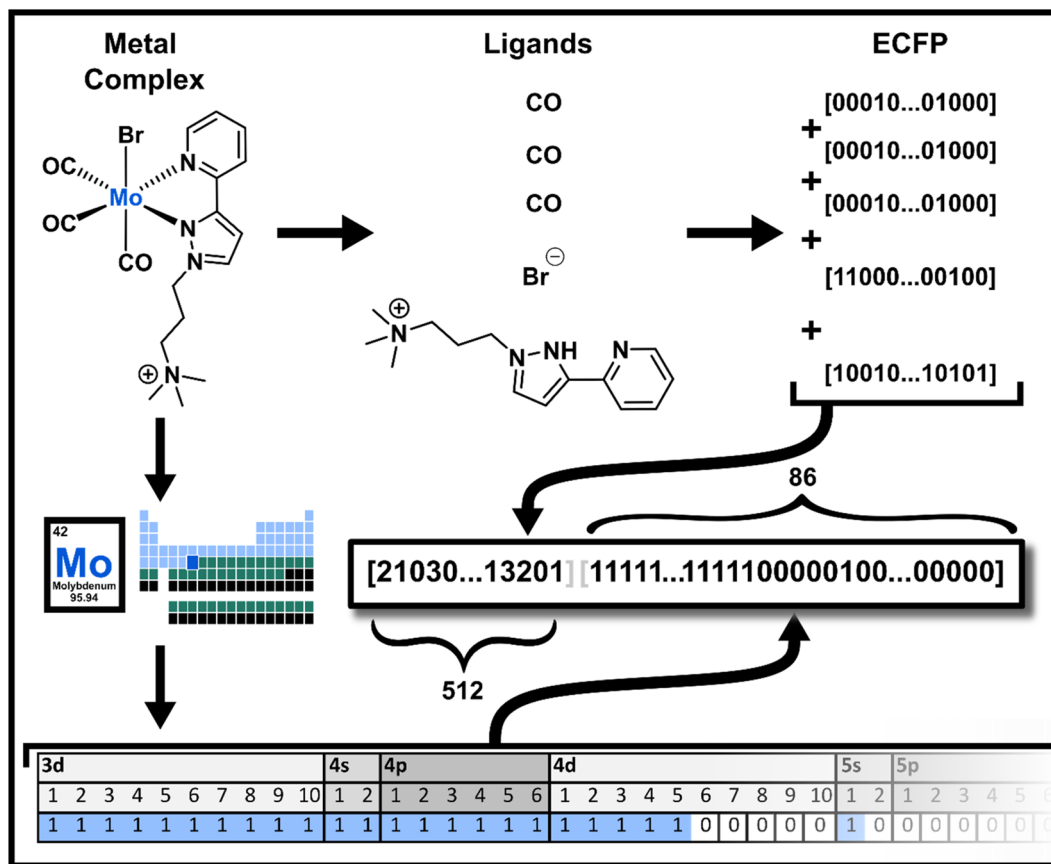 Metal
Complex
Ligands
ECFP
Br
OC
Mo
N
OC
N
CO
N
N
CO
CO
CO
Br
N
N
NH
N
[00010...01000]
+
[00010...01000]
+
[00010...01000]
+
[11000...00100]
+
[10010...10101]
86
42
Mo
Molybdenum
95.94
[21030...13201][11111...1111100000100...00000]
512
3d 4s 4p 4d 5s 5p
1 2 3 4 5 6 7 8 9 10 1 2 1 2 3 4 5 6 1 2 3 4 5 6 7 8 9 10 1 2 1 2 3 4 5 6
1 1 1 1 1 1 1 1 1 1 1 1 1 1 1 1 1 1 1 1 1 1 1 0 0 0 0 0 1 0 0 0 0 0 0 0